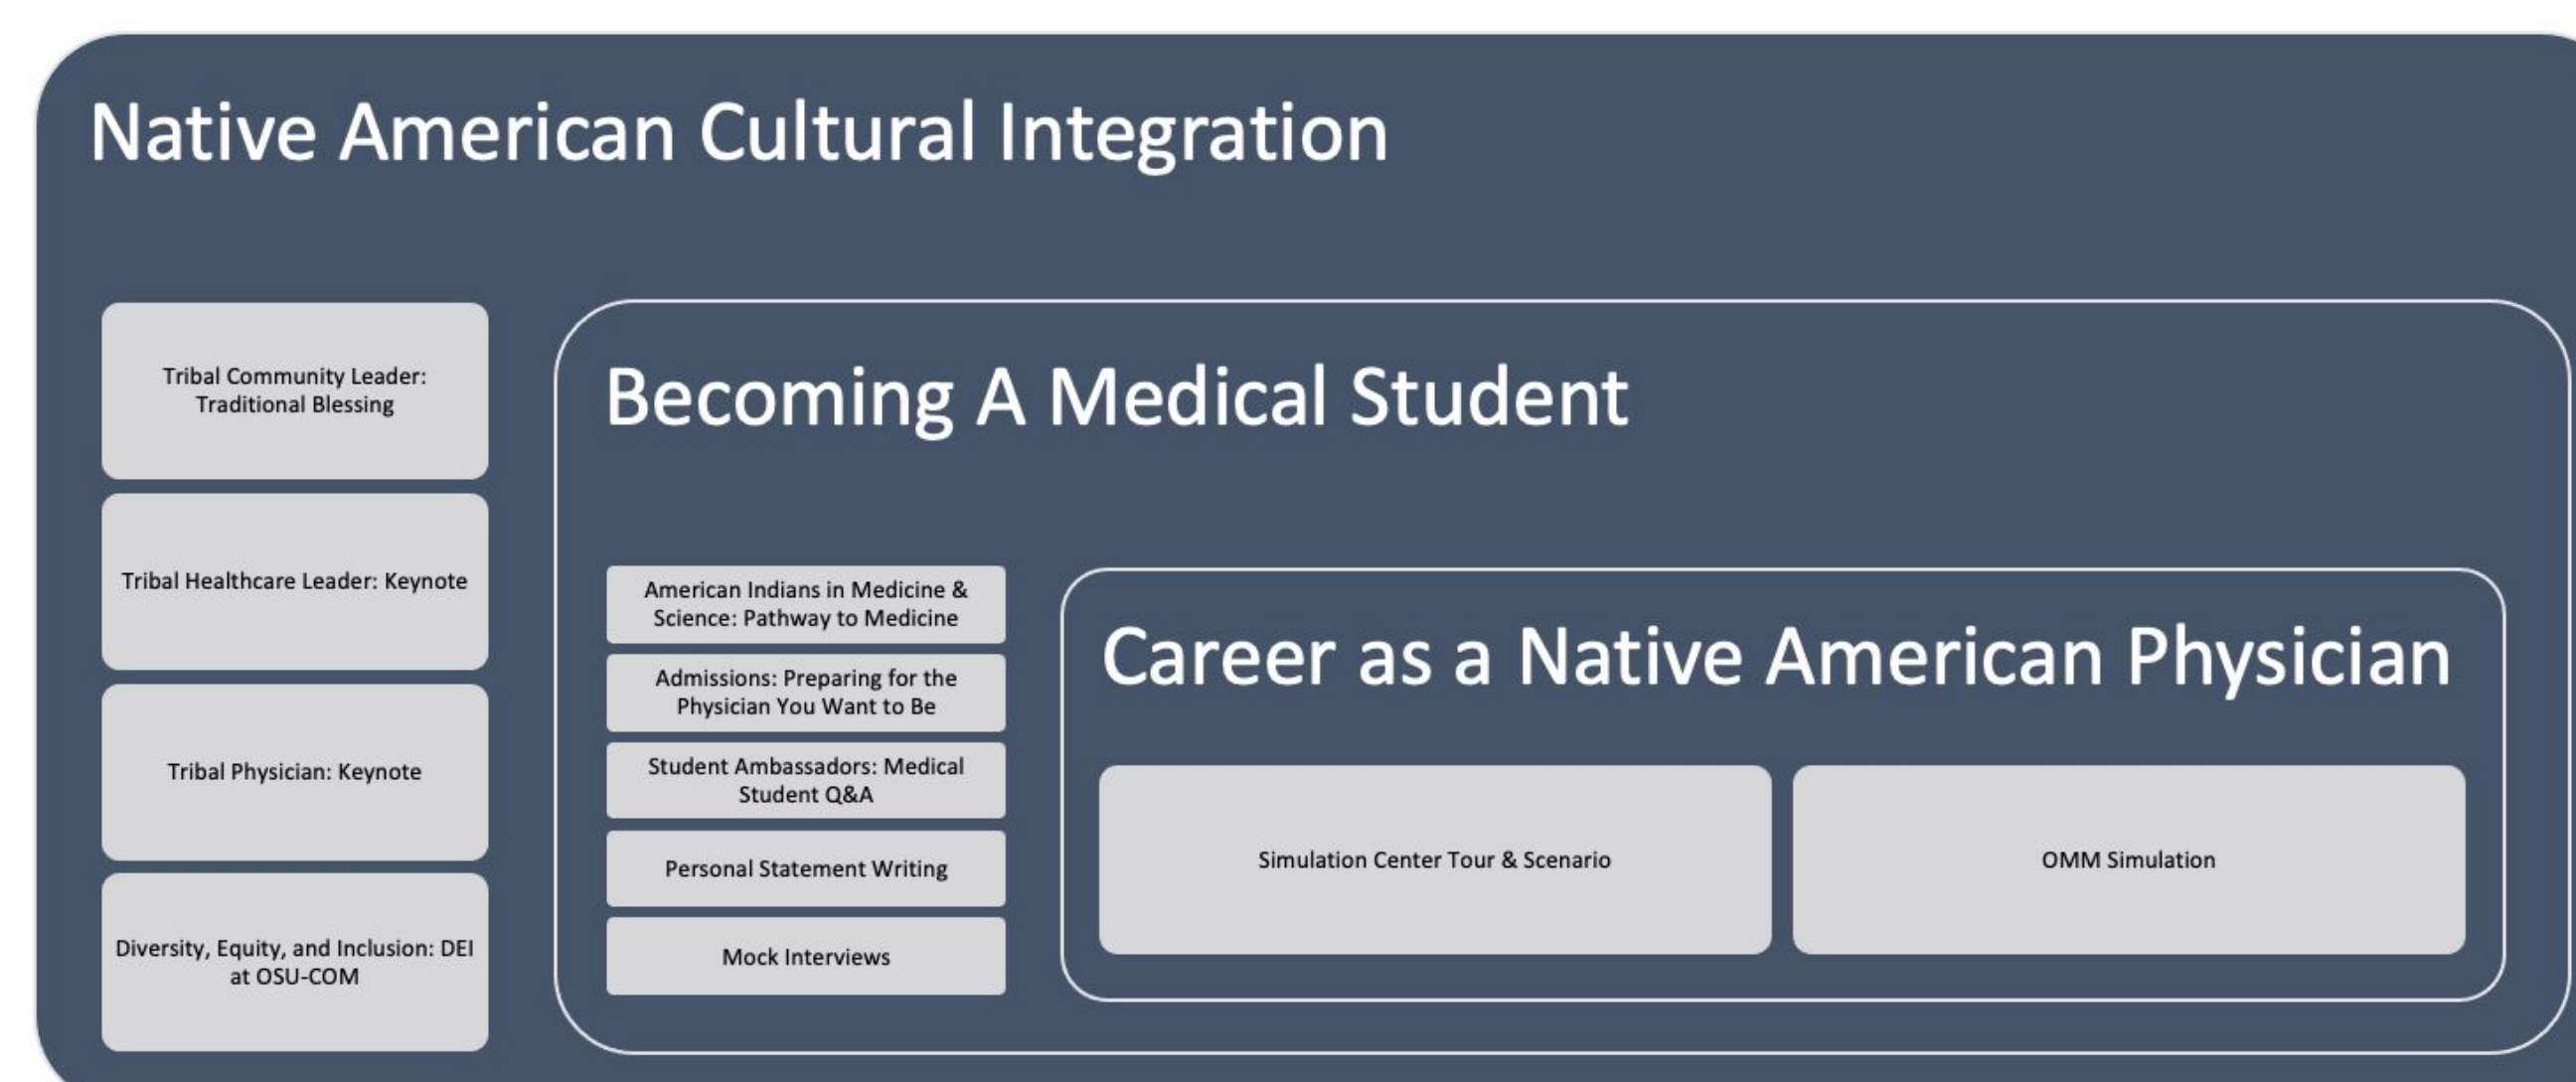 Native American Cultural Integration
Tribal Community Leader:
Traditional Blessing
Tribal Healthcare Leader: Keynote
Tribal Physician: Keynote
Diversity, Equity, and Inclusion: DEI
at OSU-COM
Becoming A Medical Student
American Indians in Medicine &
Science: Pathway to Medicine
Admissions: Preparing for the
Physician You Want to Be
Student Ambassadors: Medical
Student Q&A
Personal Statement Writing
Mock Interviews
Career as a Native American Physician
Simulation Center Tour & Scenario
OMM Simulation